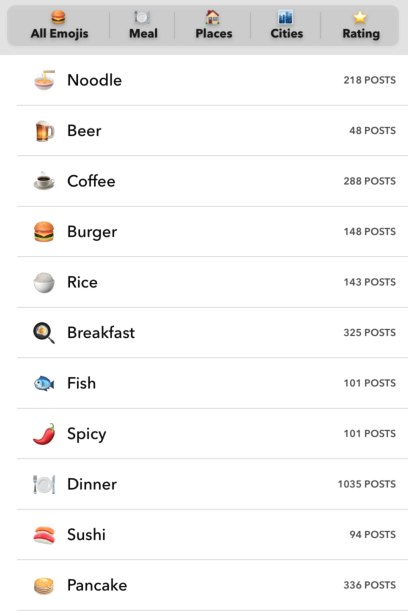 All Emojis Meal Places Cities Rating
Noodle 218 POSTS
Beer 48 POSTS
Coffee 288 POSTS
Burger 148 POSTS
Rice 143 POSTS
Breakfast 325 POSTS
Fish 101 POSTS
Spicy 101 POSTS
Dinner 1035 POSTS
Sushi 94 POSTS
Pancake 336 POSTS